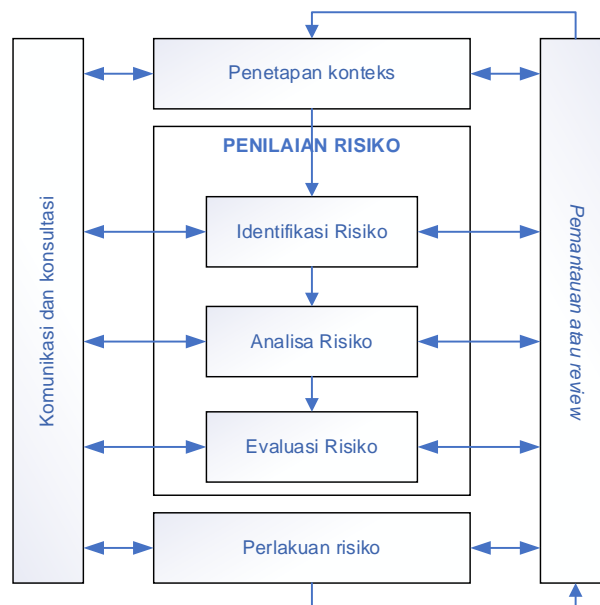 Penetapan konteks
PENILAIAN RISIKO
Identifikasi Risiko
Analisa Risiko
Evaluasi Risiko
Perlakuan risiko
Komunikasi dan konsultasi
Pemantauan atau review